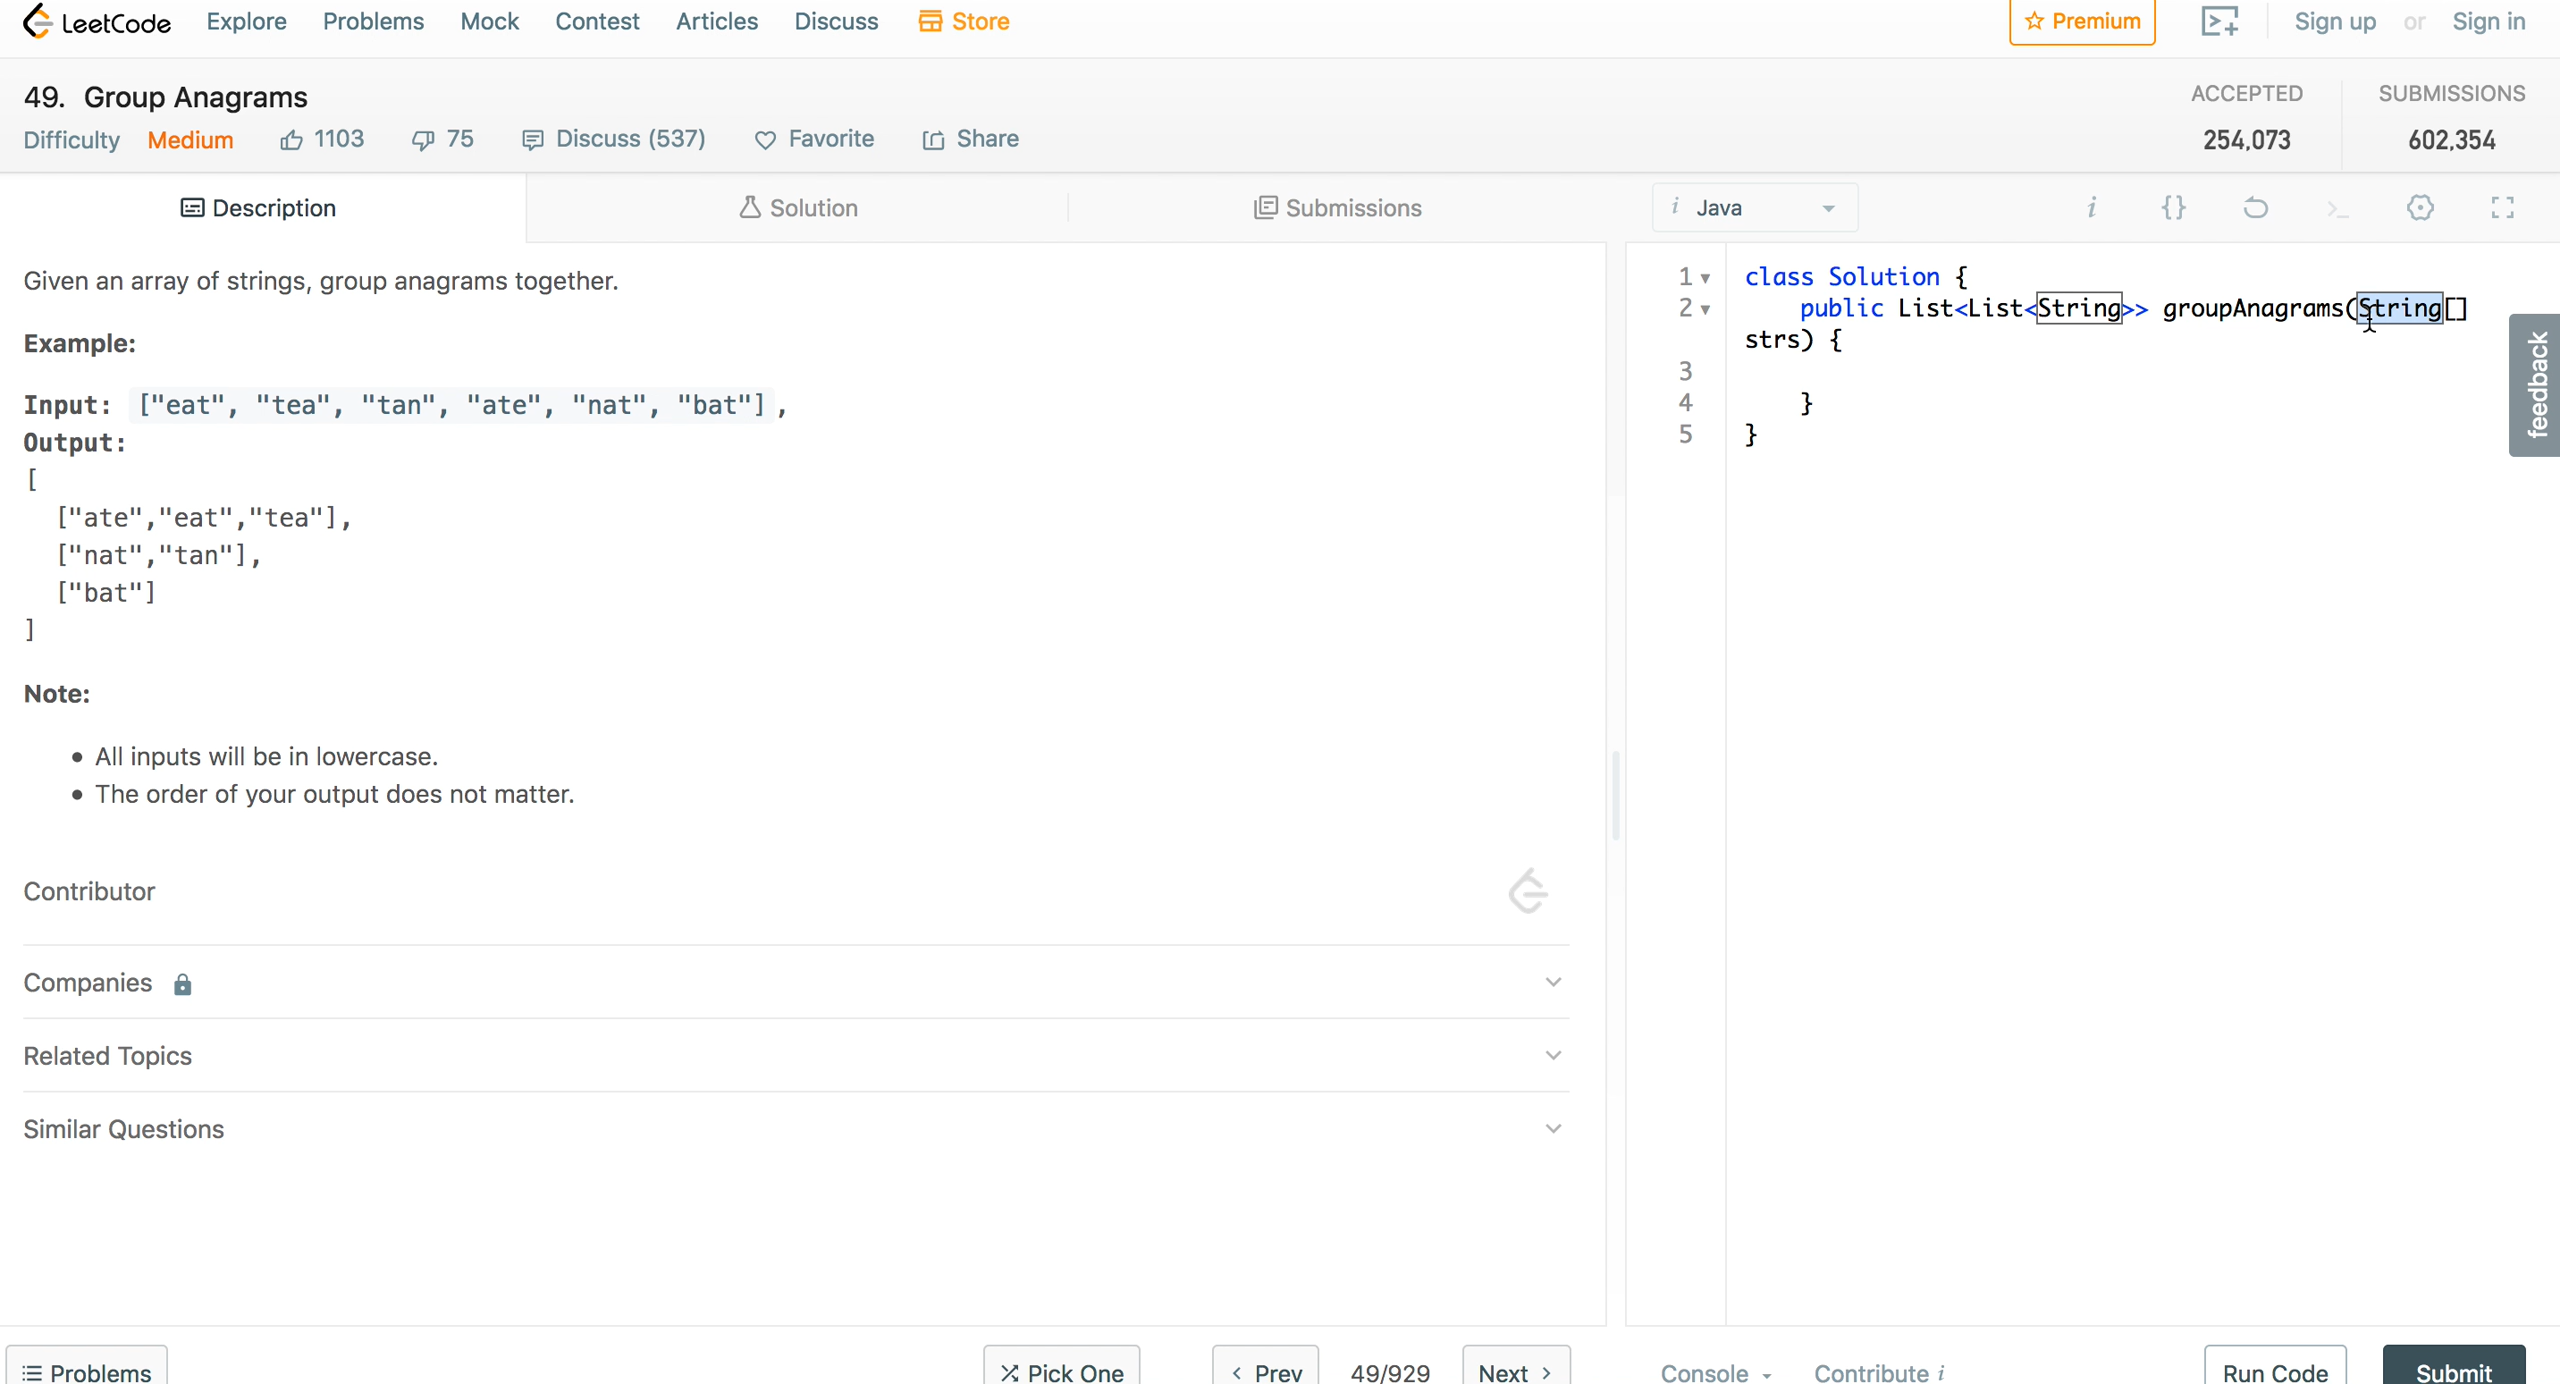 LeetCode Explore Problems Mock Contest Articles Discuss Store Premium Sign up or Sign in
49. Group Anagrams
ACCEPTED SUBMISSIONS
Difficulty Medium 1103 75 Discuss (537) Favorite Share 254,073 602,354
Description Solution Submissions i Java i {} >_
Given an array of strings, group anagrams together.
Example:
Input: ["eat", "tea", "tan", "ate", "nat", "bat"],
Output:
[
["ate","eat","tea"],
["nat","tan"],
["bat"]
]
Note:
• All inputs will be in lowercase.
• The order of your output does not matter.
Contributor
Companies
Related Topics
Similar Questions
1 class Solution {
2 public List<List<String>> groupAnagrams(String[]
strs) {
3
4 }
5 }
feedback
Problems Pick One < Prev 49/929 Next > Console Contribute i Run Code Submit